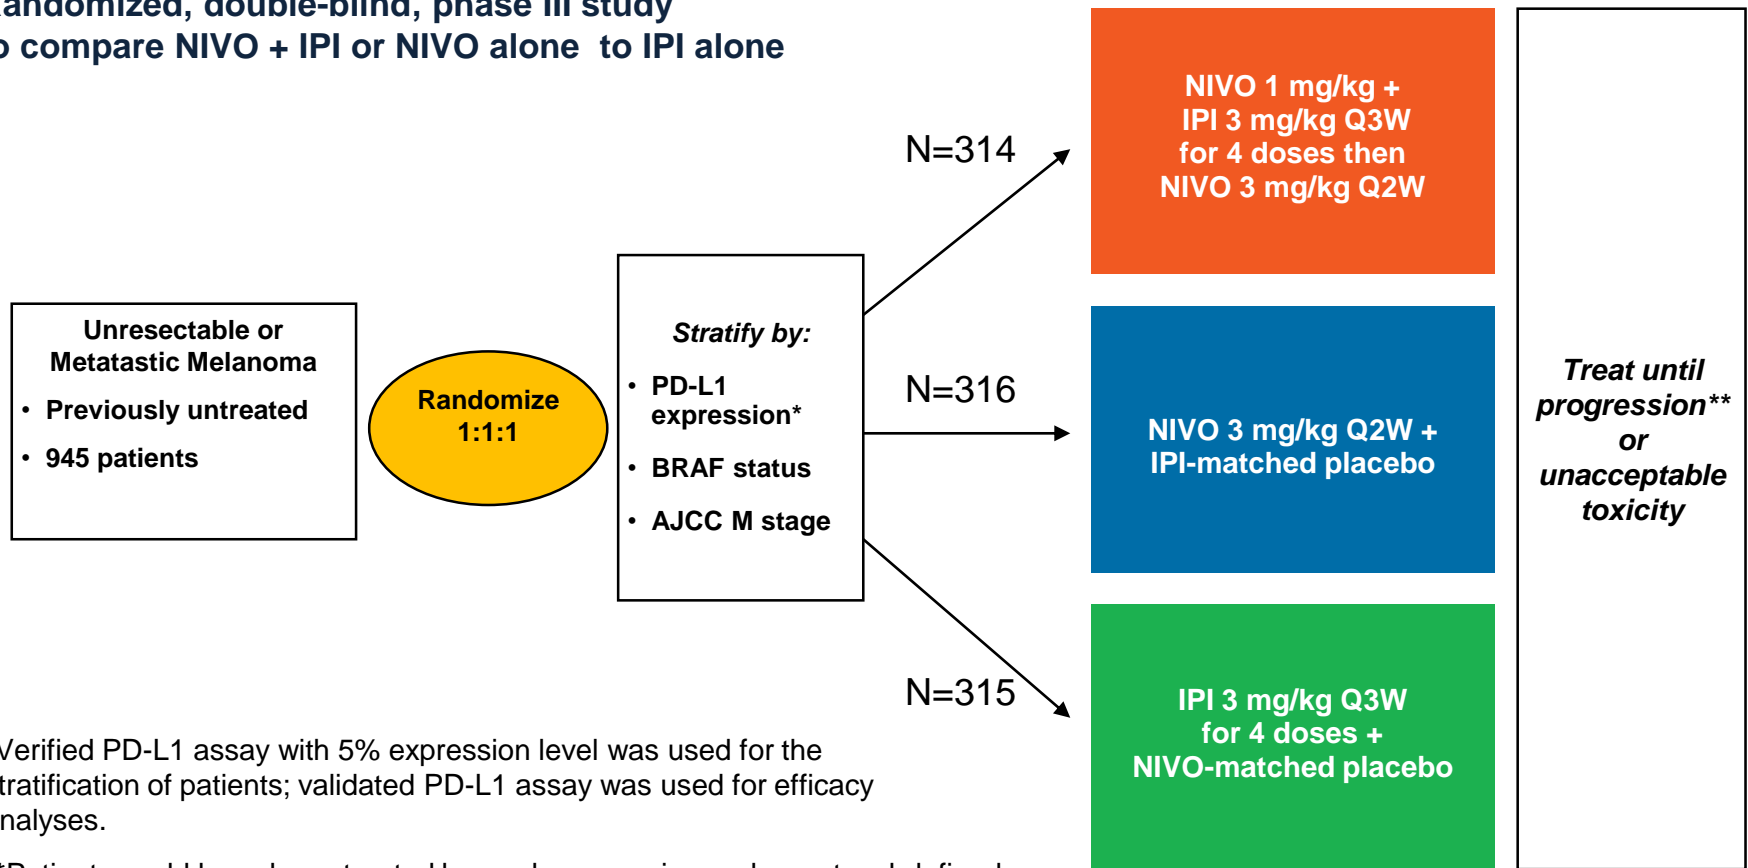 andomized, double-blind, phase III study
o compare NIVO + IPI or NIVO alone to IPI alone
Unresectable or
Metatastic Melanoma
• Previously untreated
• 945 patients
Randomize
1:1:1
Stratify by:
• PD-L1
expression*
• BRAF status
• AJCC M stage
N=314
N=316
N=315
NIVO 1 mg/kg +
IPI 3 mg/kg Q3W
for 4 doses then
NIVO 3 mg/kg Q2W
NIVO 3 mg/kg Q2W +
IPI-matched placebo
IPI 3 mg/kg Q3W
for 4 doses +
NIVO-matched placebo
Treat until
progression**
or
unacceptable
toxicity
Verified PD-L1 assay with 5% expression level was used for the
tratification of patients; validated PD-L1 assay was used for efficacy
nalyses.